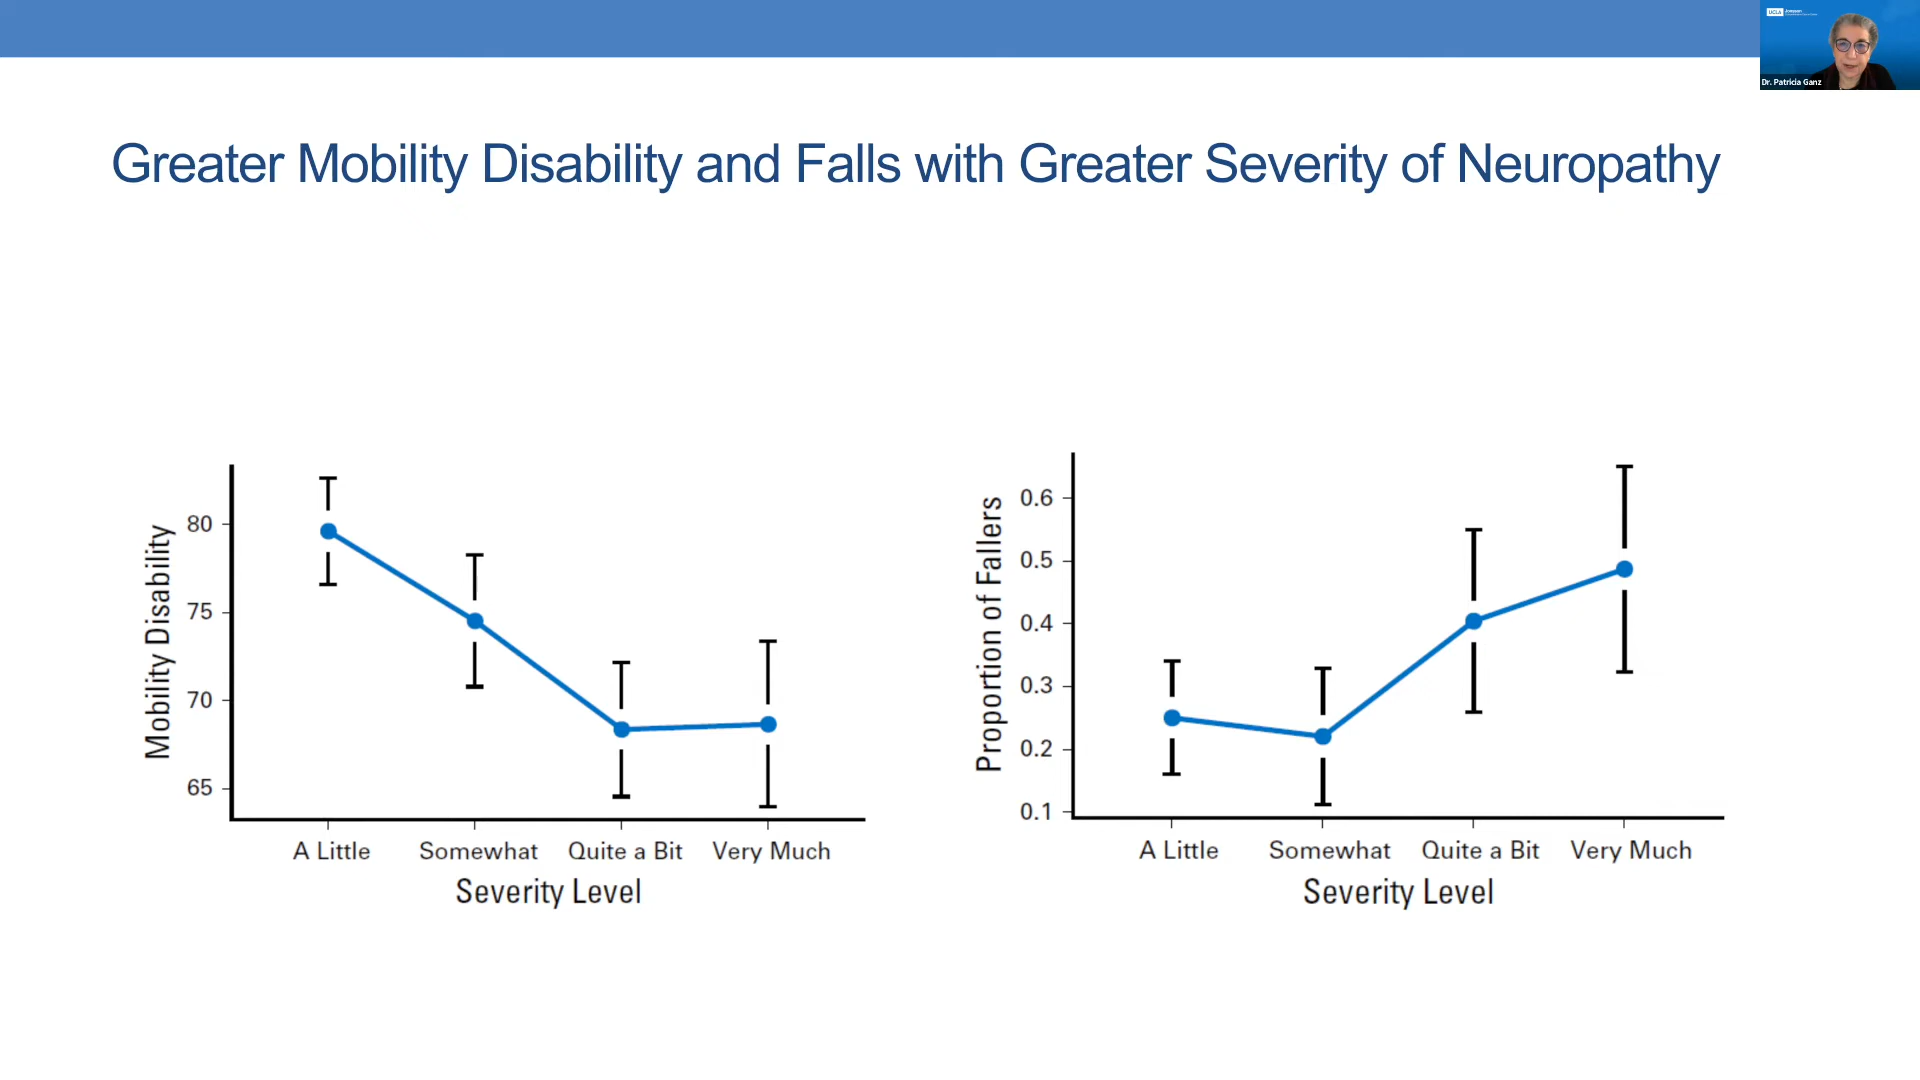 UCLA
Dr. Patricia Ganz
Greater Mobility Disability and Falls with Greater Severity of Neuropathy
Mobility Disability
80
75
70
65
A Little Somewhat Quite a Bit Very Much
Severity Level
Proportion of Fallers
0.6
0.5
0.4
0.3
0.2
0.1
A Little Somewhat Quite a Bit Very Much
Severity Level